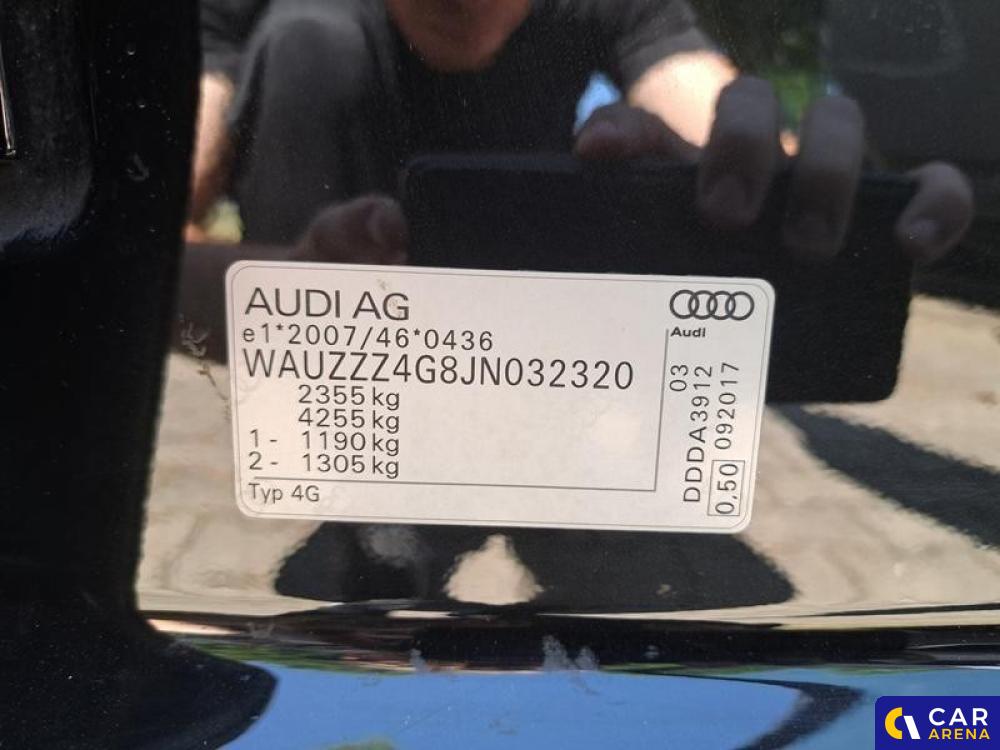 AUDI AG
e1*2007/46*0436
WAUZZZ4G8JN032320
2355 kg
4255 kg
1 - 1190 kg
2 - 1305 kg
Typ 4G
Audi
DDDA3912 03
0,50 092017
CAR
ARENA